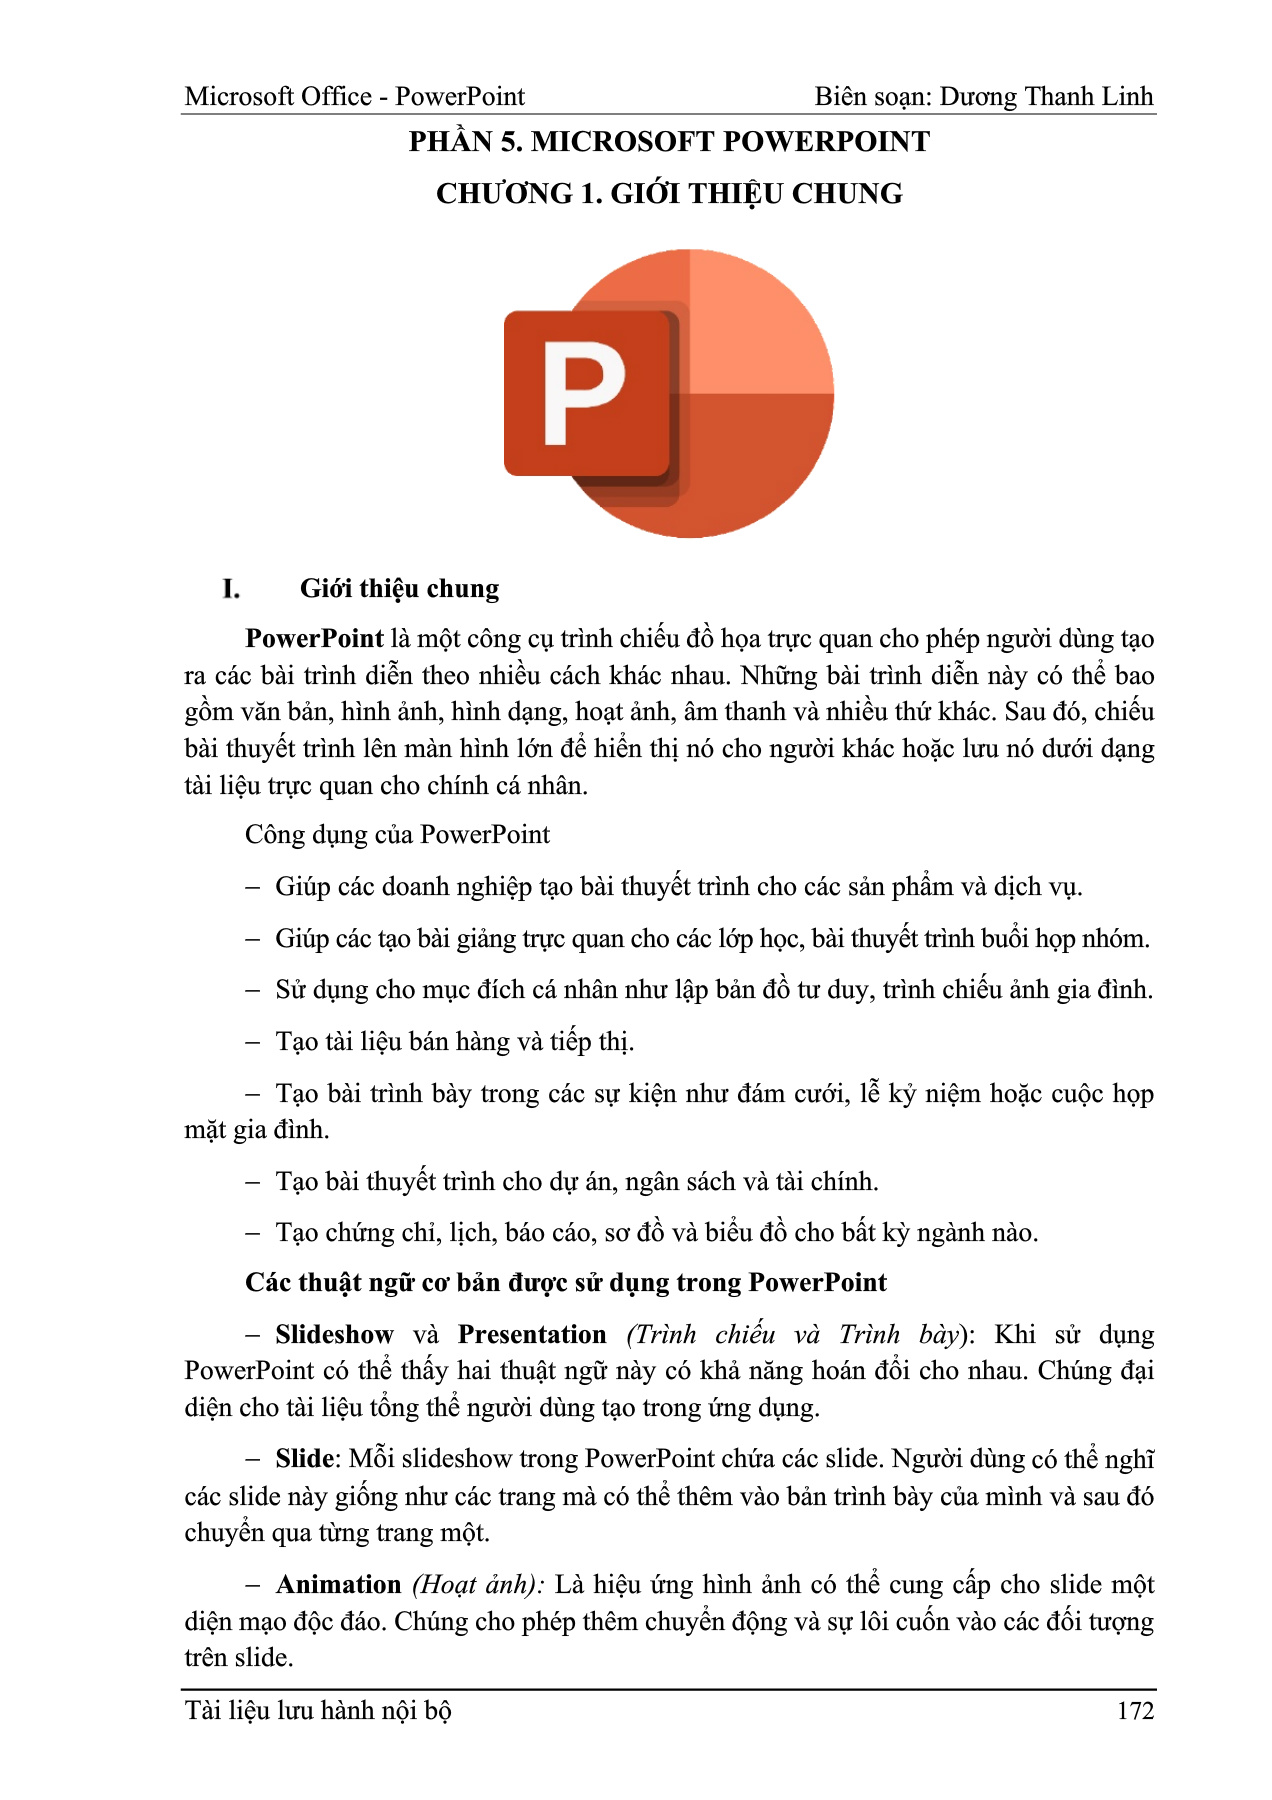 Microsoft Office - PowerPoint Biên soạn: Dương Thanh Linh
PHẦN 5. MICROSOFT POWERPOINT
CHƯƠNG 1. GIỚI THIỆU CHUNG
P
I. Giới thiệu chung
PowerPoint là một công cụ trình chiếu đồ họa trực quan cho phép người dùng tạo
ra các bài trình diễn theo nhiều cách khác nhau. Những bài trình diễn này có thể bao
gồm văn bản, hình ảnh, hình dạng, hoạt ảnh, âm thanh và nhiều thứ khác. Sau đó, chiếu
bài thuyết trình lên màn hình lớn để hiển thị nó cho người khác hoặc lưu nó dưới dạng
tài liệu trực quan cho chính cá nhân.
Công dụng của PowerPoint
– Giúp các doanh nghiệp tạo bài thuyết trình cho các sản phẩm và dịch vụ.
– Giúp các tạo bài giảng trực quan cho các lớp học, bài thuyết trình buổi họp nhóm.
– Sử dụng cho mục đích cá nhân như lập bản đồ tư duy, trình chiếu ảnh gia đình.
– Tạo tài liệu bán hàng và tiếp thị.
– Tạo bài trình bày trong các sự kiện như đám cưới, lễ kỷ niệm hoặc cuộc họp
mặt gia đình.
– Tạo bài thuyết trình cho dự án, ngân sách và tài chính.
– Tạo chứng chỉ, lịch, báo cáo, sơ đồ và biểu đồ cho bất kỳ ngành nào.
Các thuật ngữ cơ bản được sử dụng trong PowerPoint
– Slideshow và Presentation (Trình chiếu và Trình bày): Khi sử dụng
PowerPoint có thể thấy hai thuật ngữ này có khả năng hoán đổi cho nhau. Chúng đại
diện cho tài liệu tổng thể người dùng tạo trong ứng dụng.
– Slide: Mỗi slideshow trong PowerPoint chứa các slide. Người dùng có thể nghĩ
các slide này giống như các trang mà có thể thêm vào bản trình bày của mình và sau đó
chuyển qua từng trang một.
– Animation (Hoạt ảnh): Là hiệu ứng hình ảnh có thể cung cấp cho slide một
diện mạo độc đáo. Chúng cho phép thêm chuyển động và sự lôi cuốn vào các đối tượng
trên slide.
Tài liệu lưu hành nội bộ 172